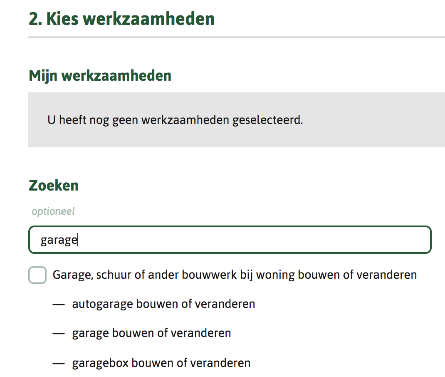 2. Kies werkzaamheden
Mijn werkzaamheden
U heeft nog geen werkzaamheden geselecteerd.
Zoeken
optioneel
garage
Garage, schuur of ander bouwwerk bij woning bouwen of veranderen
— autogarage bouwen of veranderen
— garage bouwen of veranderen
— garagebox bouwen of veranderen